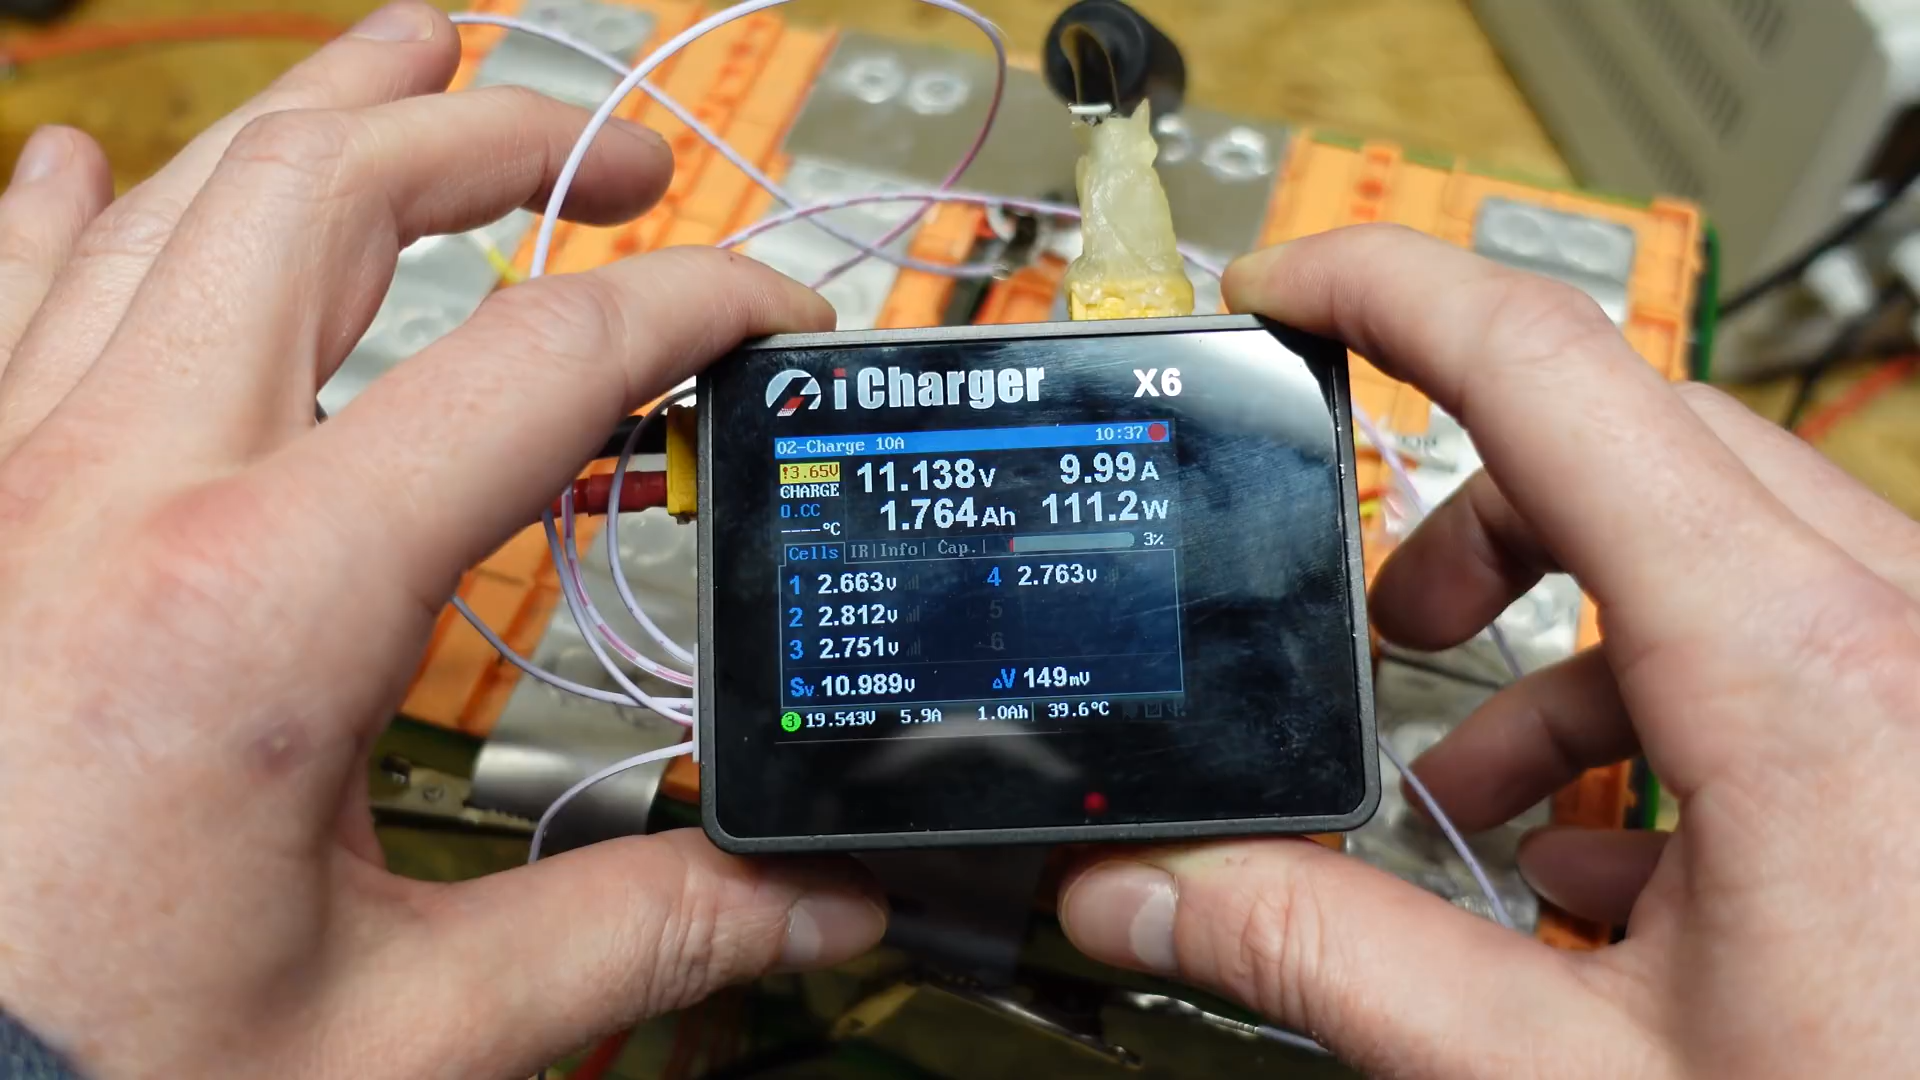 iCharger X6
02-Charge 10A 10:37
!3.65V 11.138V 9.99A
CHARGE
0.CC 1.764Ah 111.2W
----°C
Cells IR| Info| Cap.| 3%
1 2.663V 4 2.763V
2 2.812V 5
3 2.751V 6
Sv 10.989V ΔV 149mV
3 19.543V 5.9A 1.0Ah| 39.6°C